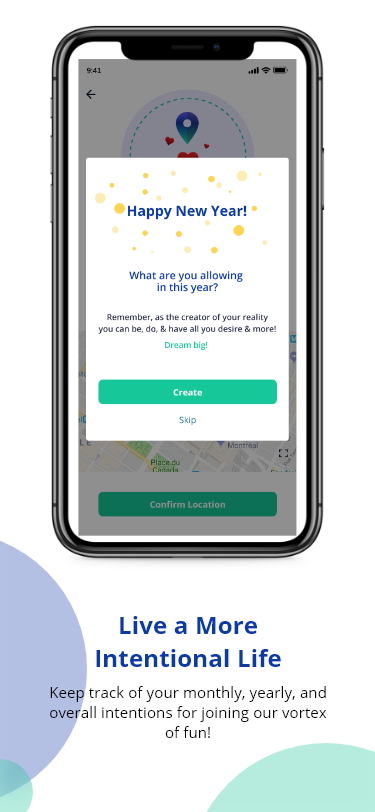 9:41
Happy New Year!
What are you allowing
in this year?
Remember, as the creator of your reality
you can be, do, & have all you desire & more!
Dream big!
Create
Skip
Montréal
Place du
Canada
Confirm Location
Live a More
Intentional Life
Keep track of your monthly, yearly, and
overall intentions for joining our vortex
of fun!